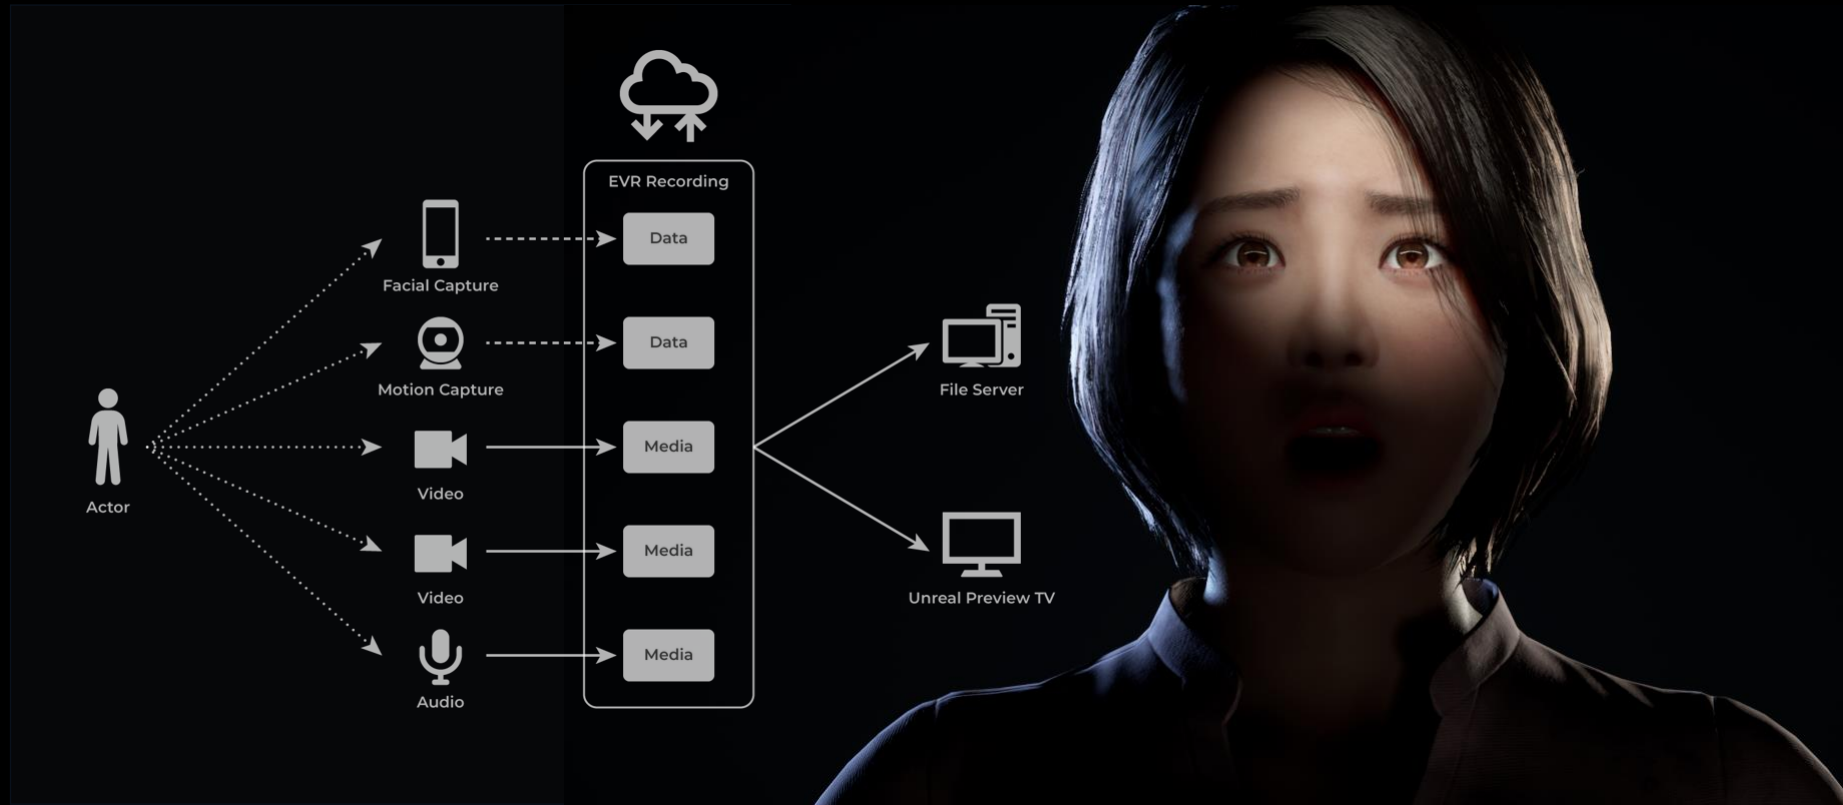 EVR Recording
Data
Facial Capture
Data
Motion Capture
File Server
Media
Video
Actor
Media
Video
Unreal Preview TV
Media
Audio